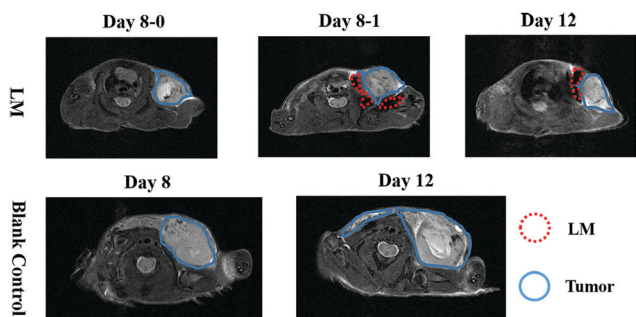 Day 8-0
Day 8-1
Day 12
LM
Day 8
Day 12
Blank Control
LM
Tumor